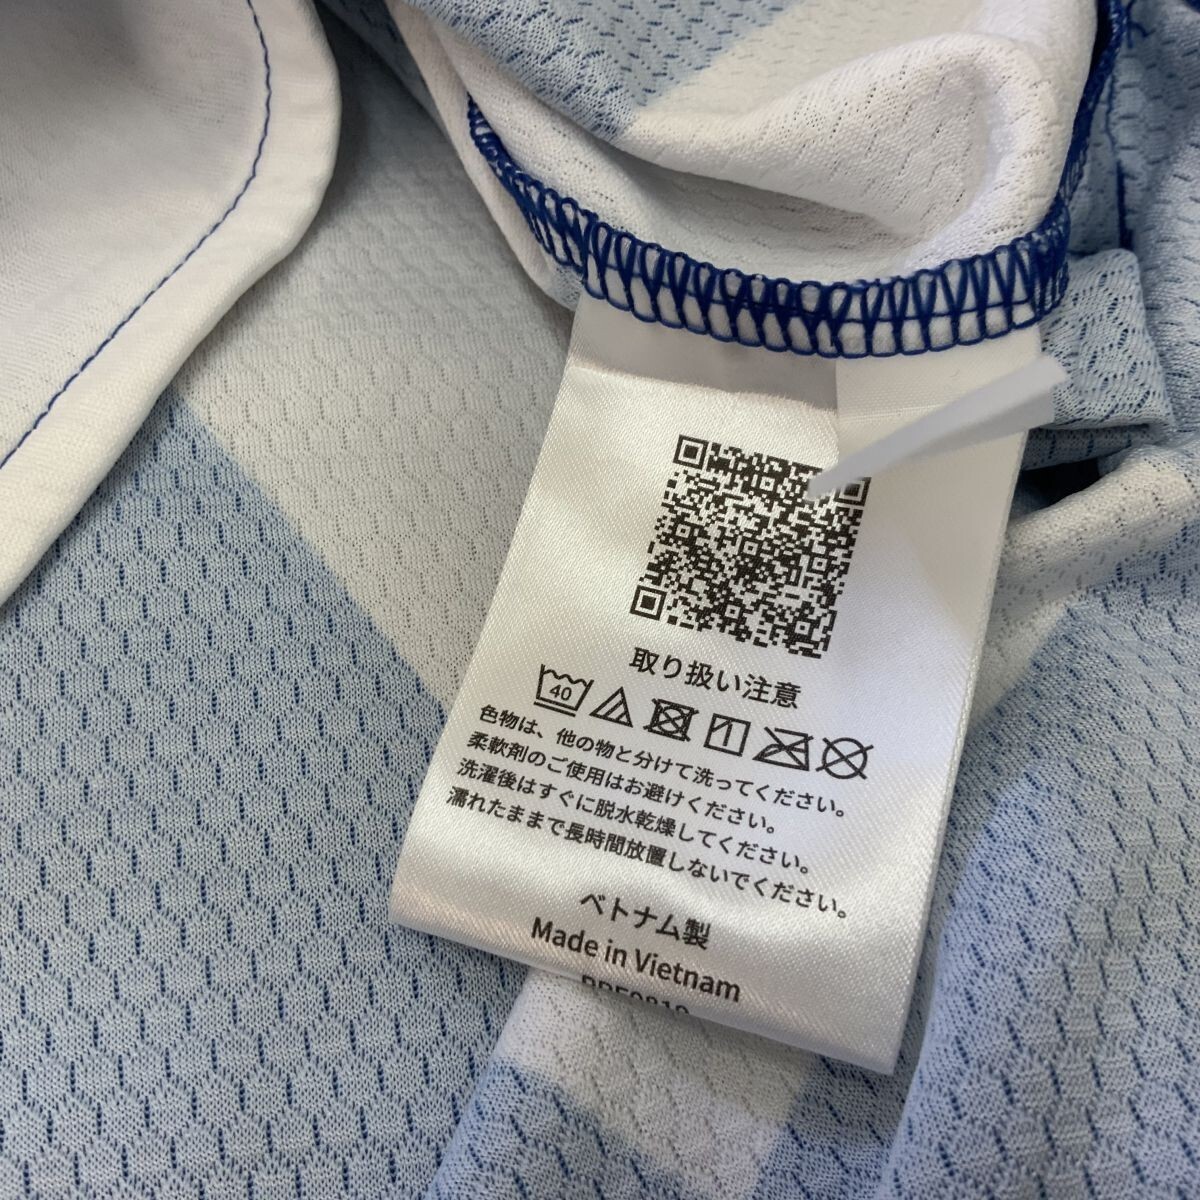 取り扱い注意
40
色物は、他の物と分けて洗ってください。
柔軟剤のご使用はお避けください。
洗濯後はすぐに脱水乾燥してください。
濡れたままで長時間放置しないでください。
ベトナム製
Made in Vietnam